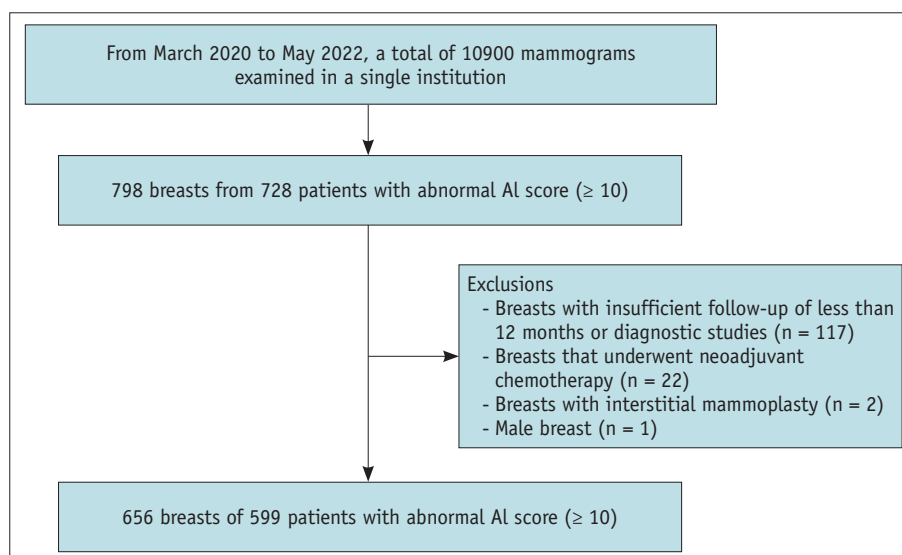 From March 2020 to May 2022, a total of 10900 mammograms
examined in a single institution
798 breasts from 728 patients with abnormal AI score (≥ 10)
Exclusions
- Breasts with insufficient follow-up of less than
12 months or diagnostic studies (n = 117)
- Breasts that underwent neoadjuvant
chemotherapy (n = 22)
- Breasts with interstitial mammoplasty (n = 2)
- Male breast (n = 1)
656 breasts of 599 patients with abnormal AI score (≥ 10)